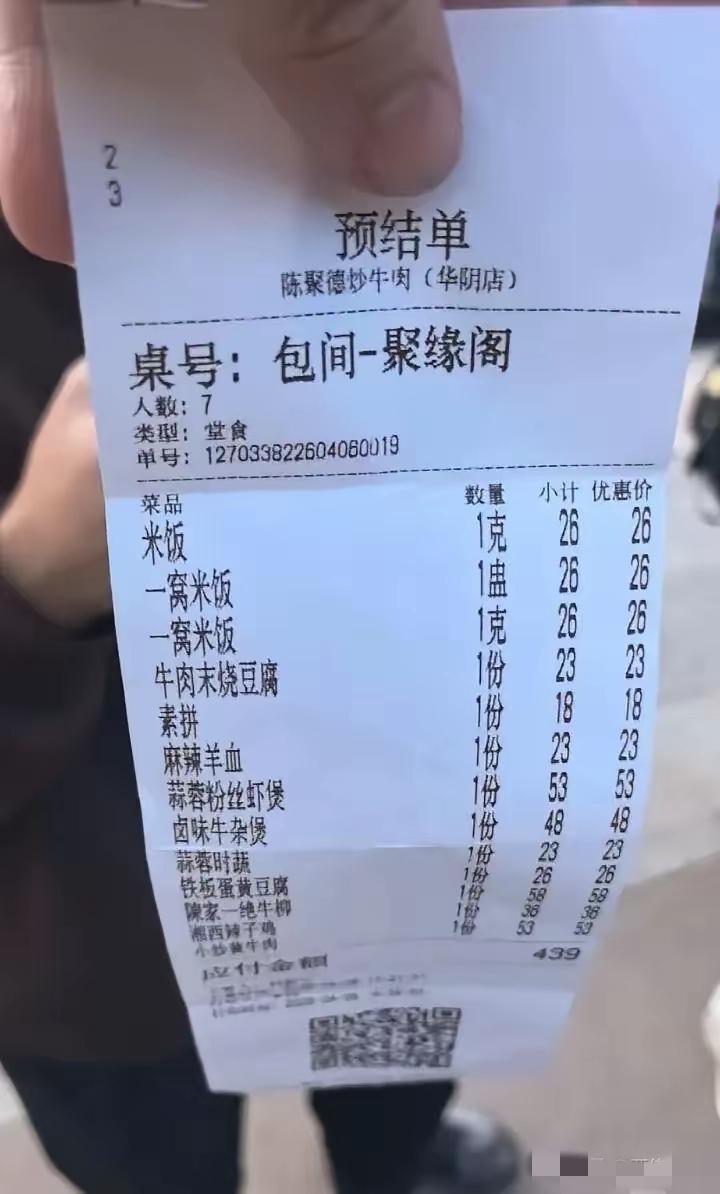 2
3
预结单
陈聚德炒牛肉（华阴店）
桌号：包间-聚缘阁
人数：7
类型：堂食
单号：127033822604060019
菜品 数量 小计 优惠价
米饭 1克 26 26
一窝米饭 1盅 26 26
一窝米饭 1克 26 26
牛肉末烧豆腐 1份 23 23
素拼 1份 18 18
麻辣羊血 1份 23 23
蒜蓉粉丝虾煲 1份 53 53
卤味牛杂煲 1份 48 48
蒜蓉时蔬 1份 23 23
铁板蛋黄豆腐 1份 26 26
陳家一绝牛柳 1份 58 58
湘西辣子鸡 1份 36 36
小炒黄牛肉 1份 53 53
应付金额 439